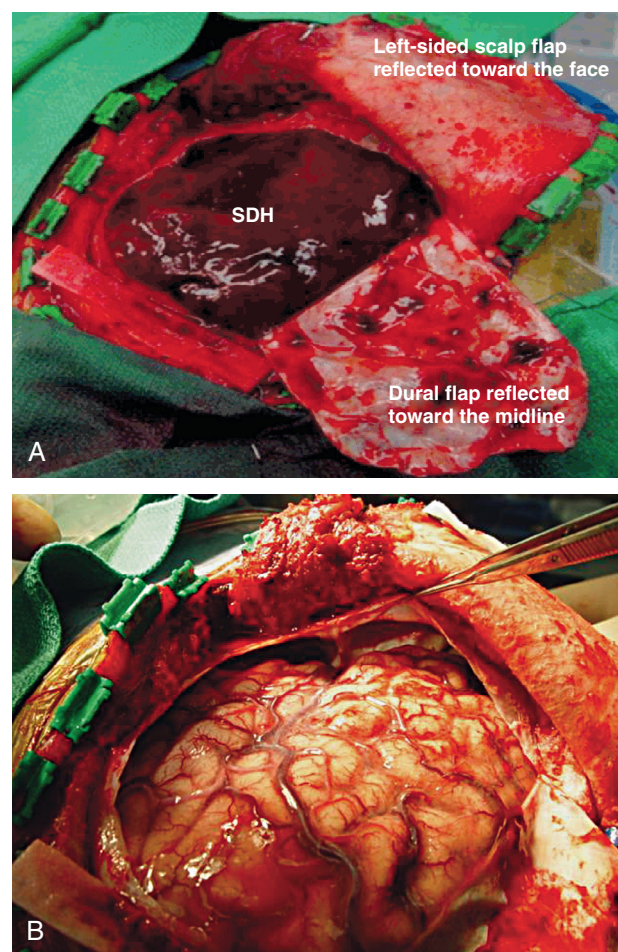 Left-sided scalp flap
reflected toward the face
SDH
Dural flap reflected
toward the midline
A
B